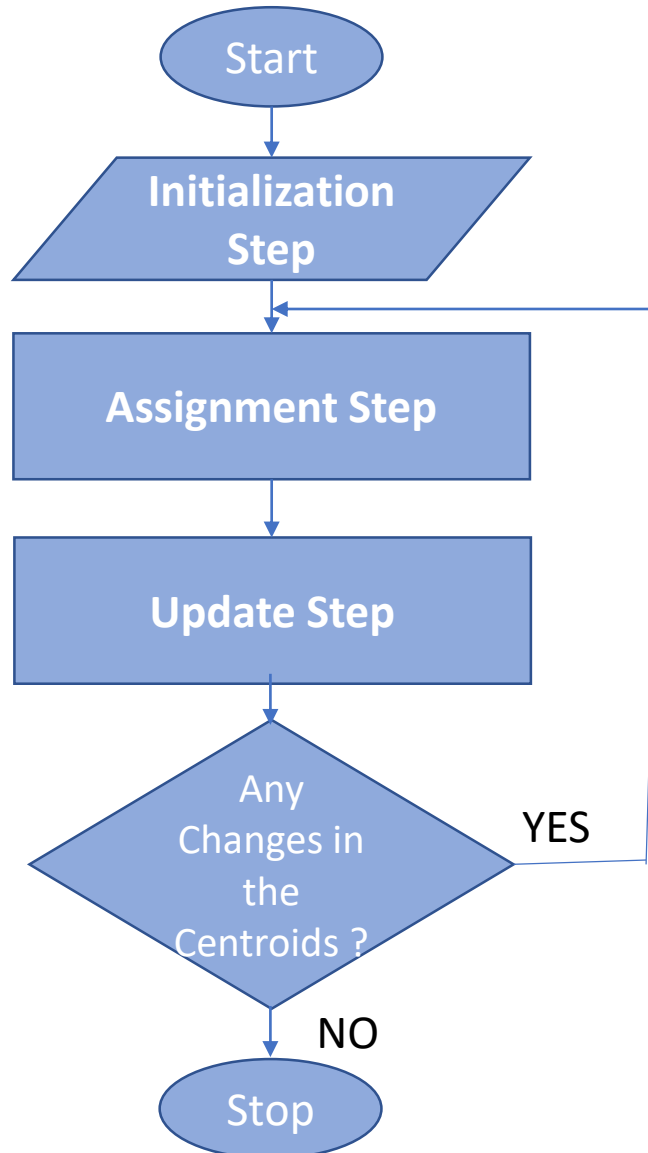 Start
Initialization
Step
Assignment Step
Update Step
Any
Changes in
the
Centroids ?
YES
NO
Stop